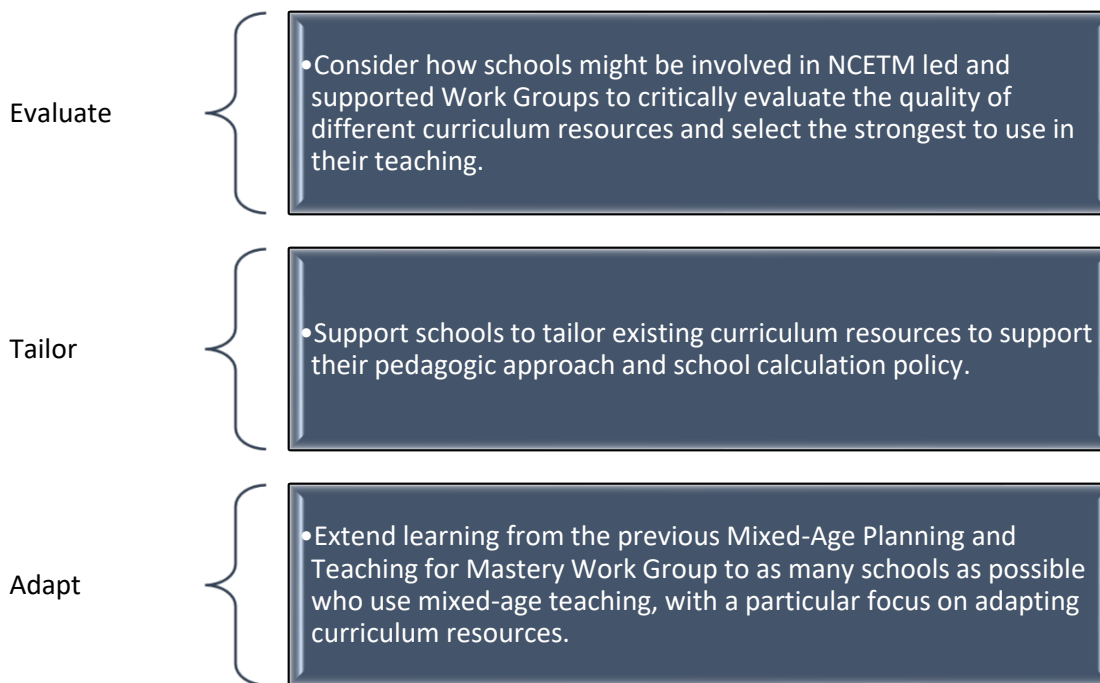 Evaluate
•Consider how schools might be involved in NCETM led and
supported Work Groups to critically evaluate the quality of
different curriculum resources and select the strongest to use in
their teaching.
Tailor
•Support schools to tailor existing curriculum resources to support
their pedagogic approach and school calculation policy.
Adapt
•Extend learning from the previous Mixed-Age Planning and
Teaching for Mastery Work Group to as many schools as possible
who use mixed-age teaching, with a particular focus on adapting
curriculum resources.